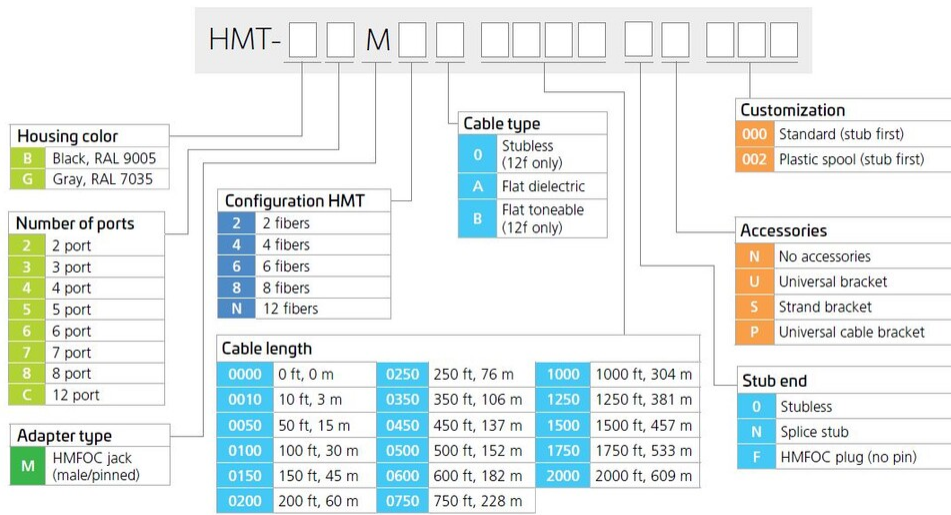 HMT- M
Housing color
B Black, RAL 9005
G Gray, RAL 7035
Number of ports
2 2 port
3 3 port
4 4 port
5 5 port
6 6 port
7 7 port
8 8 port
C 12 port
Adapter type
M HMFOC jack
(male/pinned)
Configuration HMT
2 2 fibers
4 4 fibers
6 6 fibers
8 8 fibers
N 12 fibers
Cable type
0 Stubless
(12f only)
A Flat dielectric
B Flat toneable
(12f only)
Cable length
0000 0 ft, 0 m 0250 250 ft, 76 m 1000 1000 ft, 304 m
0010 10 ft, 3 m 0350 350 ft, 106 m 1250 1250 ft, 381 m
0050 50 ft, 15 m 0450 450 ft, 137 m 1500 1500 ft, 457 m
0100 100 ft, 30 m 0500 500 ft, 152 m 1750 1750 ft, 533 m
0150 150 ft, 45 m 0600 600 ft, 182 m 2000 2000 ft, 609 m
0200 200 ft, 60 m 0750 750 ft, 228 m
Customization
000 Standard (stub first)
002 Plastic spool (stub first)
Accessories
N No accessories
U Universal bracket
S Strand bracket
P Universal cable bracket
Stub end
0 Stubless
N Splice stub
F HMFOC plug (no pin)